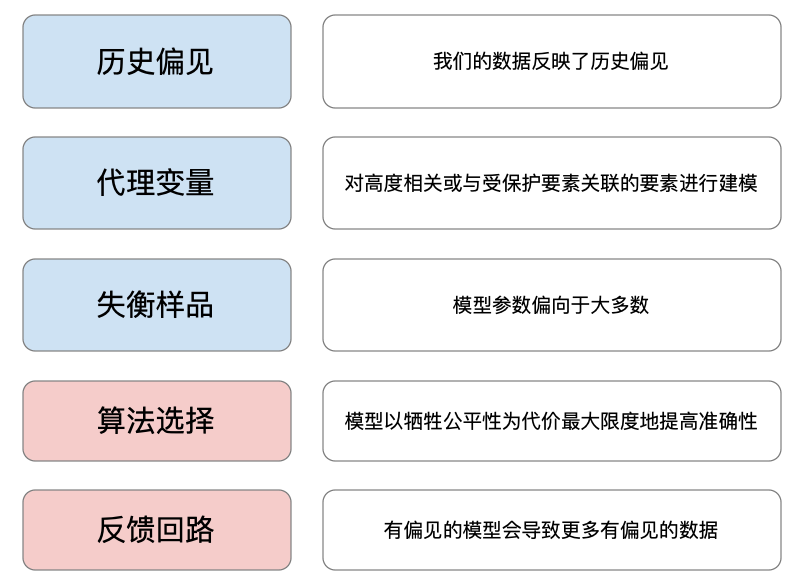 历史偏见
我们的数据反映了历史偏见
代理变量
对高度相关或与受保护要素关联的要素进行建模
失衡样品
模型参数偏向于大多数
算法选择
模型以牺牲公平性为代价最大限度地提高准确性
反馈回路
有偏见的模型会导致更多有偏见的数据